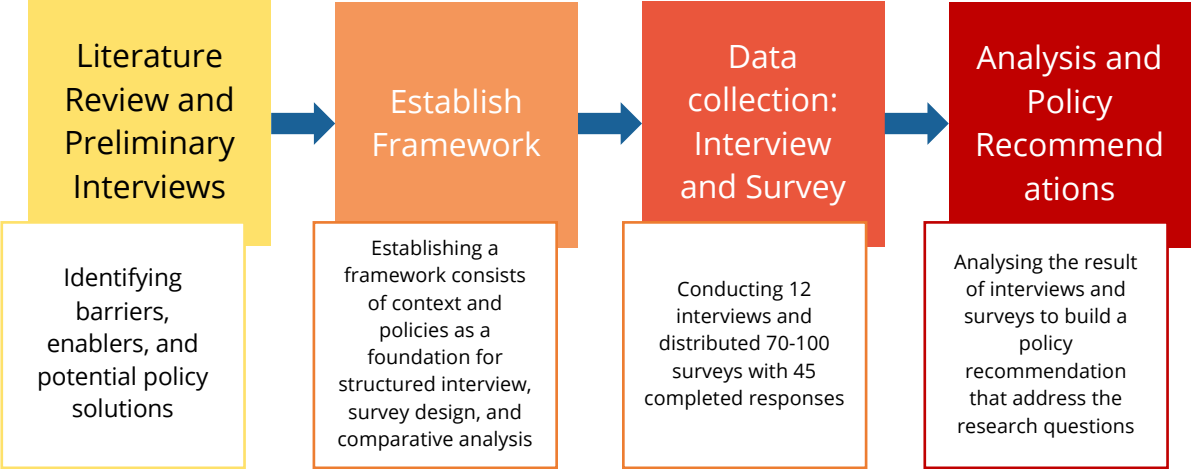 Literature
Review and
Preliminary
Interviews
Establish
Framework
Data
collection:
Interview
and Survey
Analysis and
Policy
Recommend
ations
Identifying
barriers,
enablers, and
potential policy
solutions
Establishing a
framework consists
of context and
policies as a
foundation for
structured interview,
survey design, and
comparative analysis
Conducting 12
interviews and
distributed 70-100
surveys with 45
completed responses
Analysing the result
of interviews and
surveys to build a
policy
recommendation
that address the
research questions